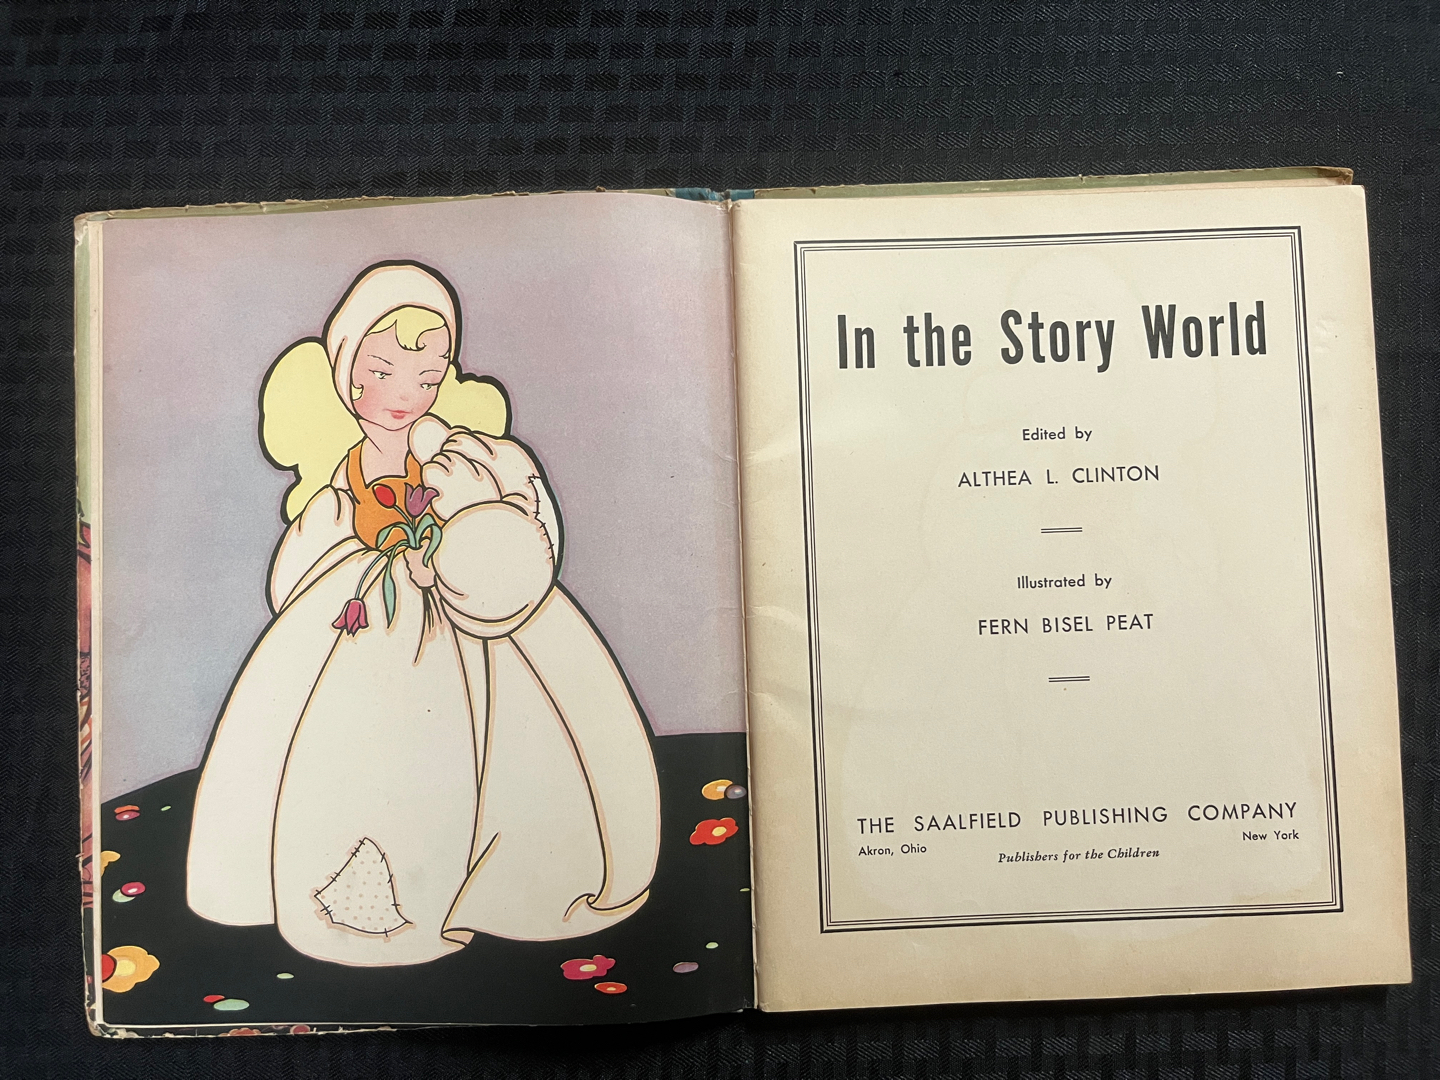 In the Story World
Edited by
ALTHEA L. CLINTON
Illustrated by
FERN BISEL PEAT
THE SAALFIELD PUBLISHING COMPANY
Akron, Ohio
New York
Publishers for the Children